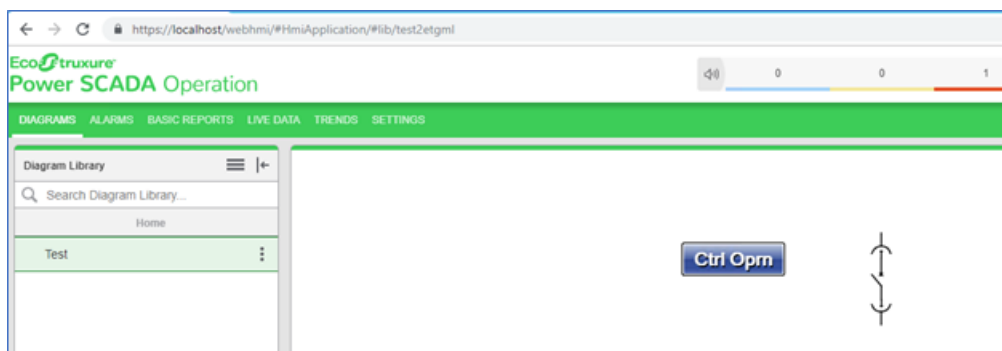 https://localhost/webhmi/#HmiApplication/#lib/test2etgml
EcoStruxure
Power SCADA Operation
0 0 1
DIAGRAMS ALARMS BASIC REPORTS LIVE DATA TRENDS SETTINGS
Diagram Library
Search Diagram Library...
Home
Test
Ctrl Oprn